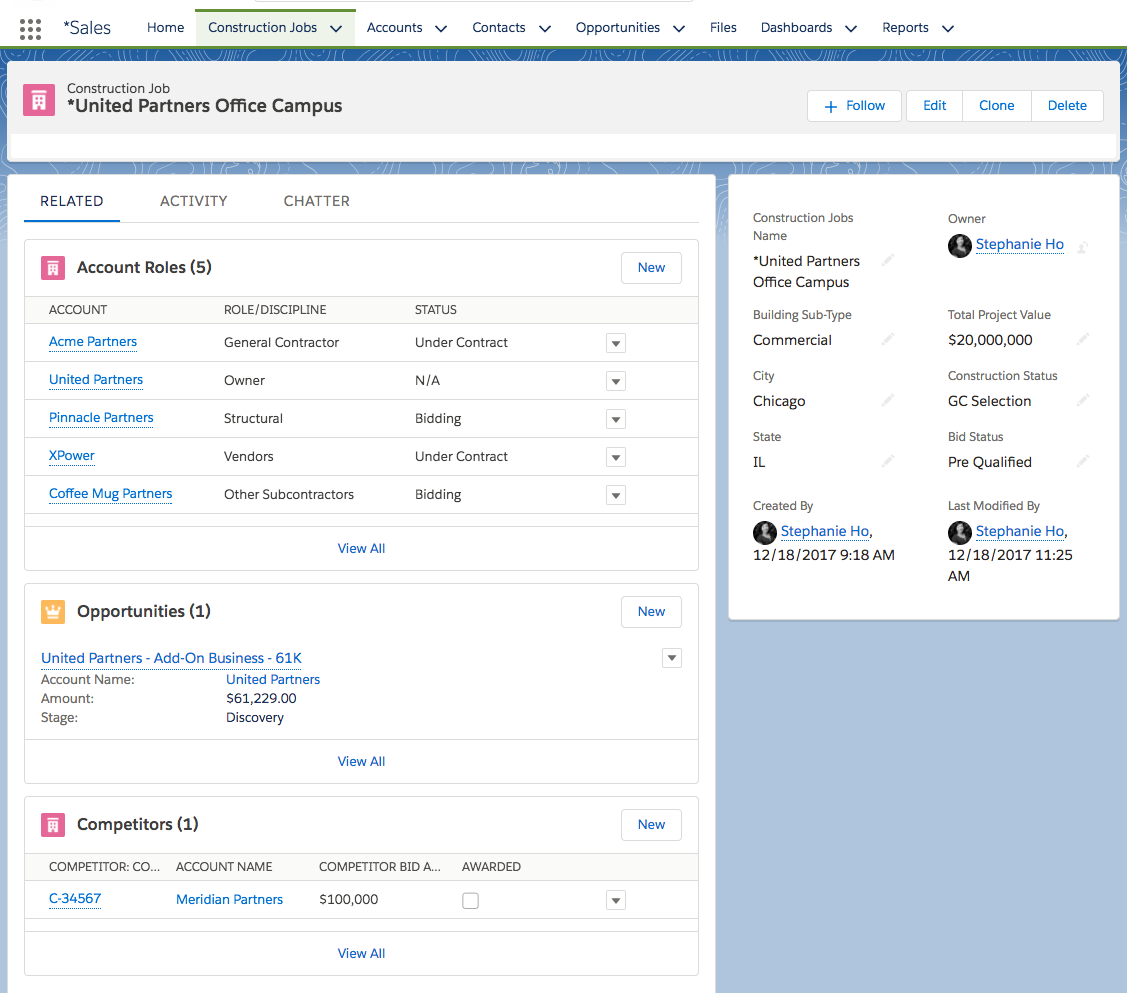 *Sales
Home
Construction Jobs
Accounts
Contacts
Opportunities
Files
Dashboards
Reports
Construction Job
*United Partners Office Campus
+ Follow
Edit
Clone
Delete
RELATED
ACTIVITY
CHATTER
Account Roles (5)
New
ACCOUNT ROLE/DISCIPLINE STATUS
Acme Partners General Contractor Under Contract
United Partners Owner N/A
Pinnacle Partners Structural Bidding
XPower Vendors Under Contract
Coffee Mug Partners Other Subcontractors Bidding
View All
Opportunities (1)
New
United Partners - Add-On Business - 61K
Account Name: United Partners
Amount: $61,229.00
Stage: Discovery
View All
Competitors (1)
New
COMPETITOR: CO... ACCOUNT NAME COMPETITOR BID A... AWARDED
C-34567 Meridian Partners $100,000
View All
Construction Jobs
Name
*United Partners
Office Campus
Owner
Stephanie Ho
Building Sub-Type
Commercial
Total Project Value
$20,000,000
City
Chicago
Construction Status
GC Selection
State
IL
Bid Status
Pre Qualified
Created By
Stephanie Ho,
12/18/2017 9:18 AM
Last Modified By
Stephanie Ho,
12/18/2017 11:25
AM